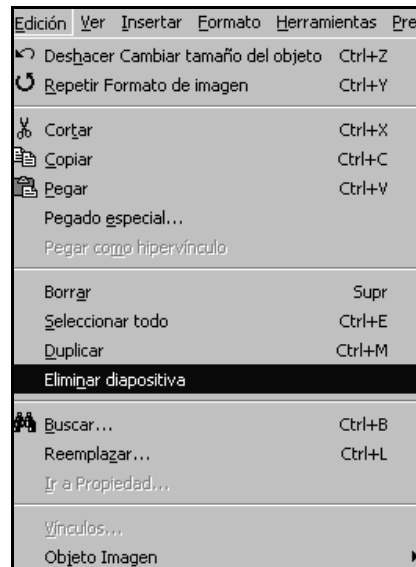 Edición Ver Insertar Formato Herramientas Pre
Deshacer Cambiar tamaño del objeto Ctrl+Z
Repetir Formato de imagen Ctrl+Y
Cortar Ctrl+X
Copiar Ctrl+C
Pegar Ctrl+V
Pegado especial...
Pegar como hipervínculo
Borrar Supr
Seleccionar todo Ctrl+E
Duplicar Ctrl+M
Eliminar diapositiva
Buscar... Ctrl+B
Reemplazar... Ctrl+L
Ir a Propiedad...
Vínculos...
Objeto Imagen